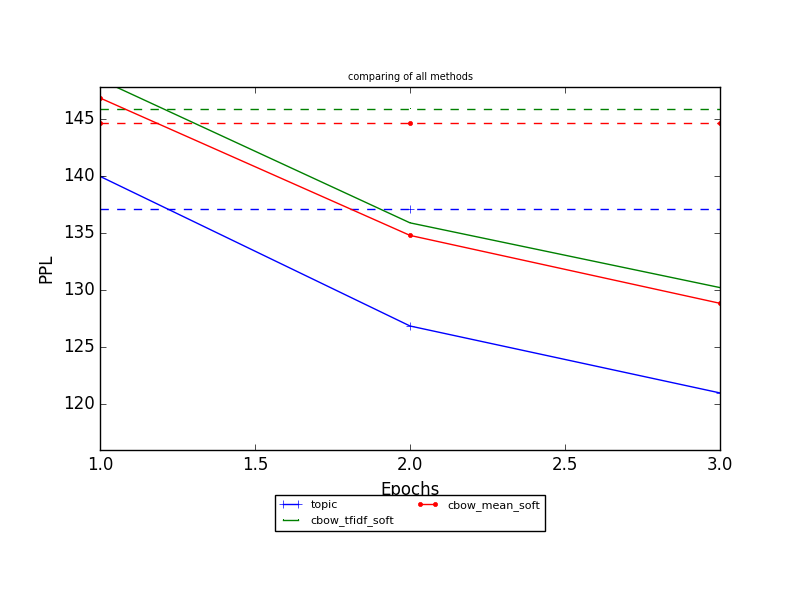 comparing of all methods
145
140
135
130
125
120
PPL
1.0 1.5 2.0 2.5 3.0
Epochs
topic cbow_mean_soft
cbow_tfidf_soft